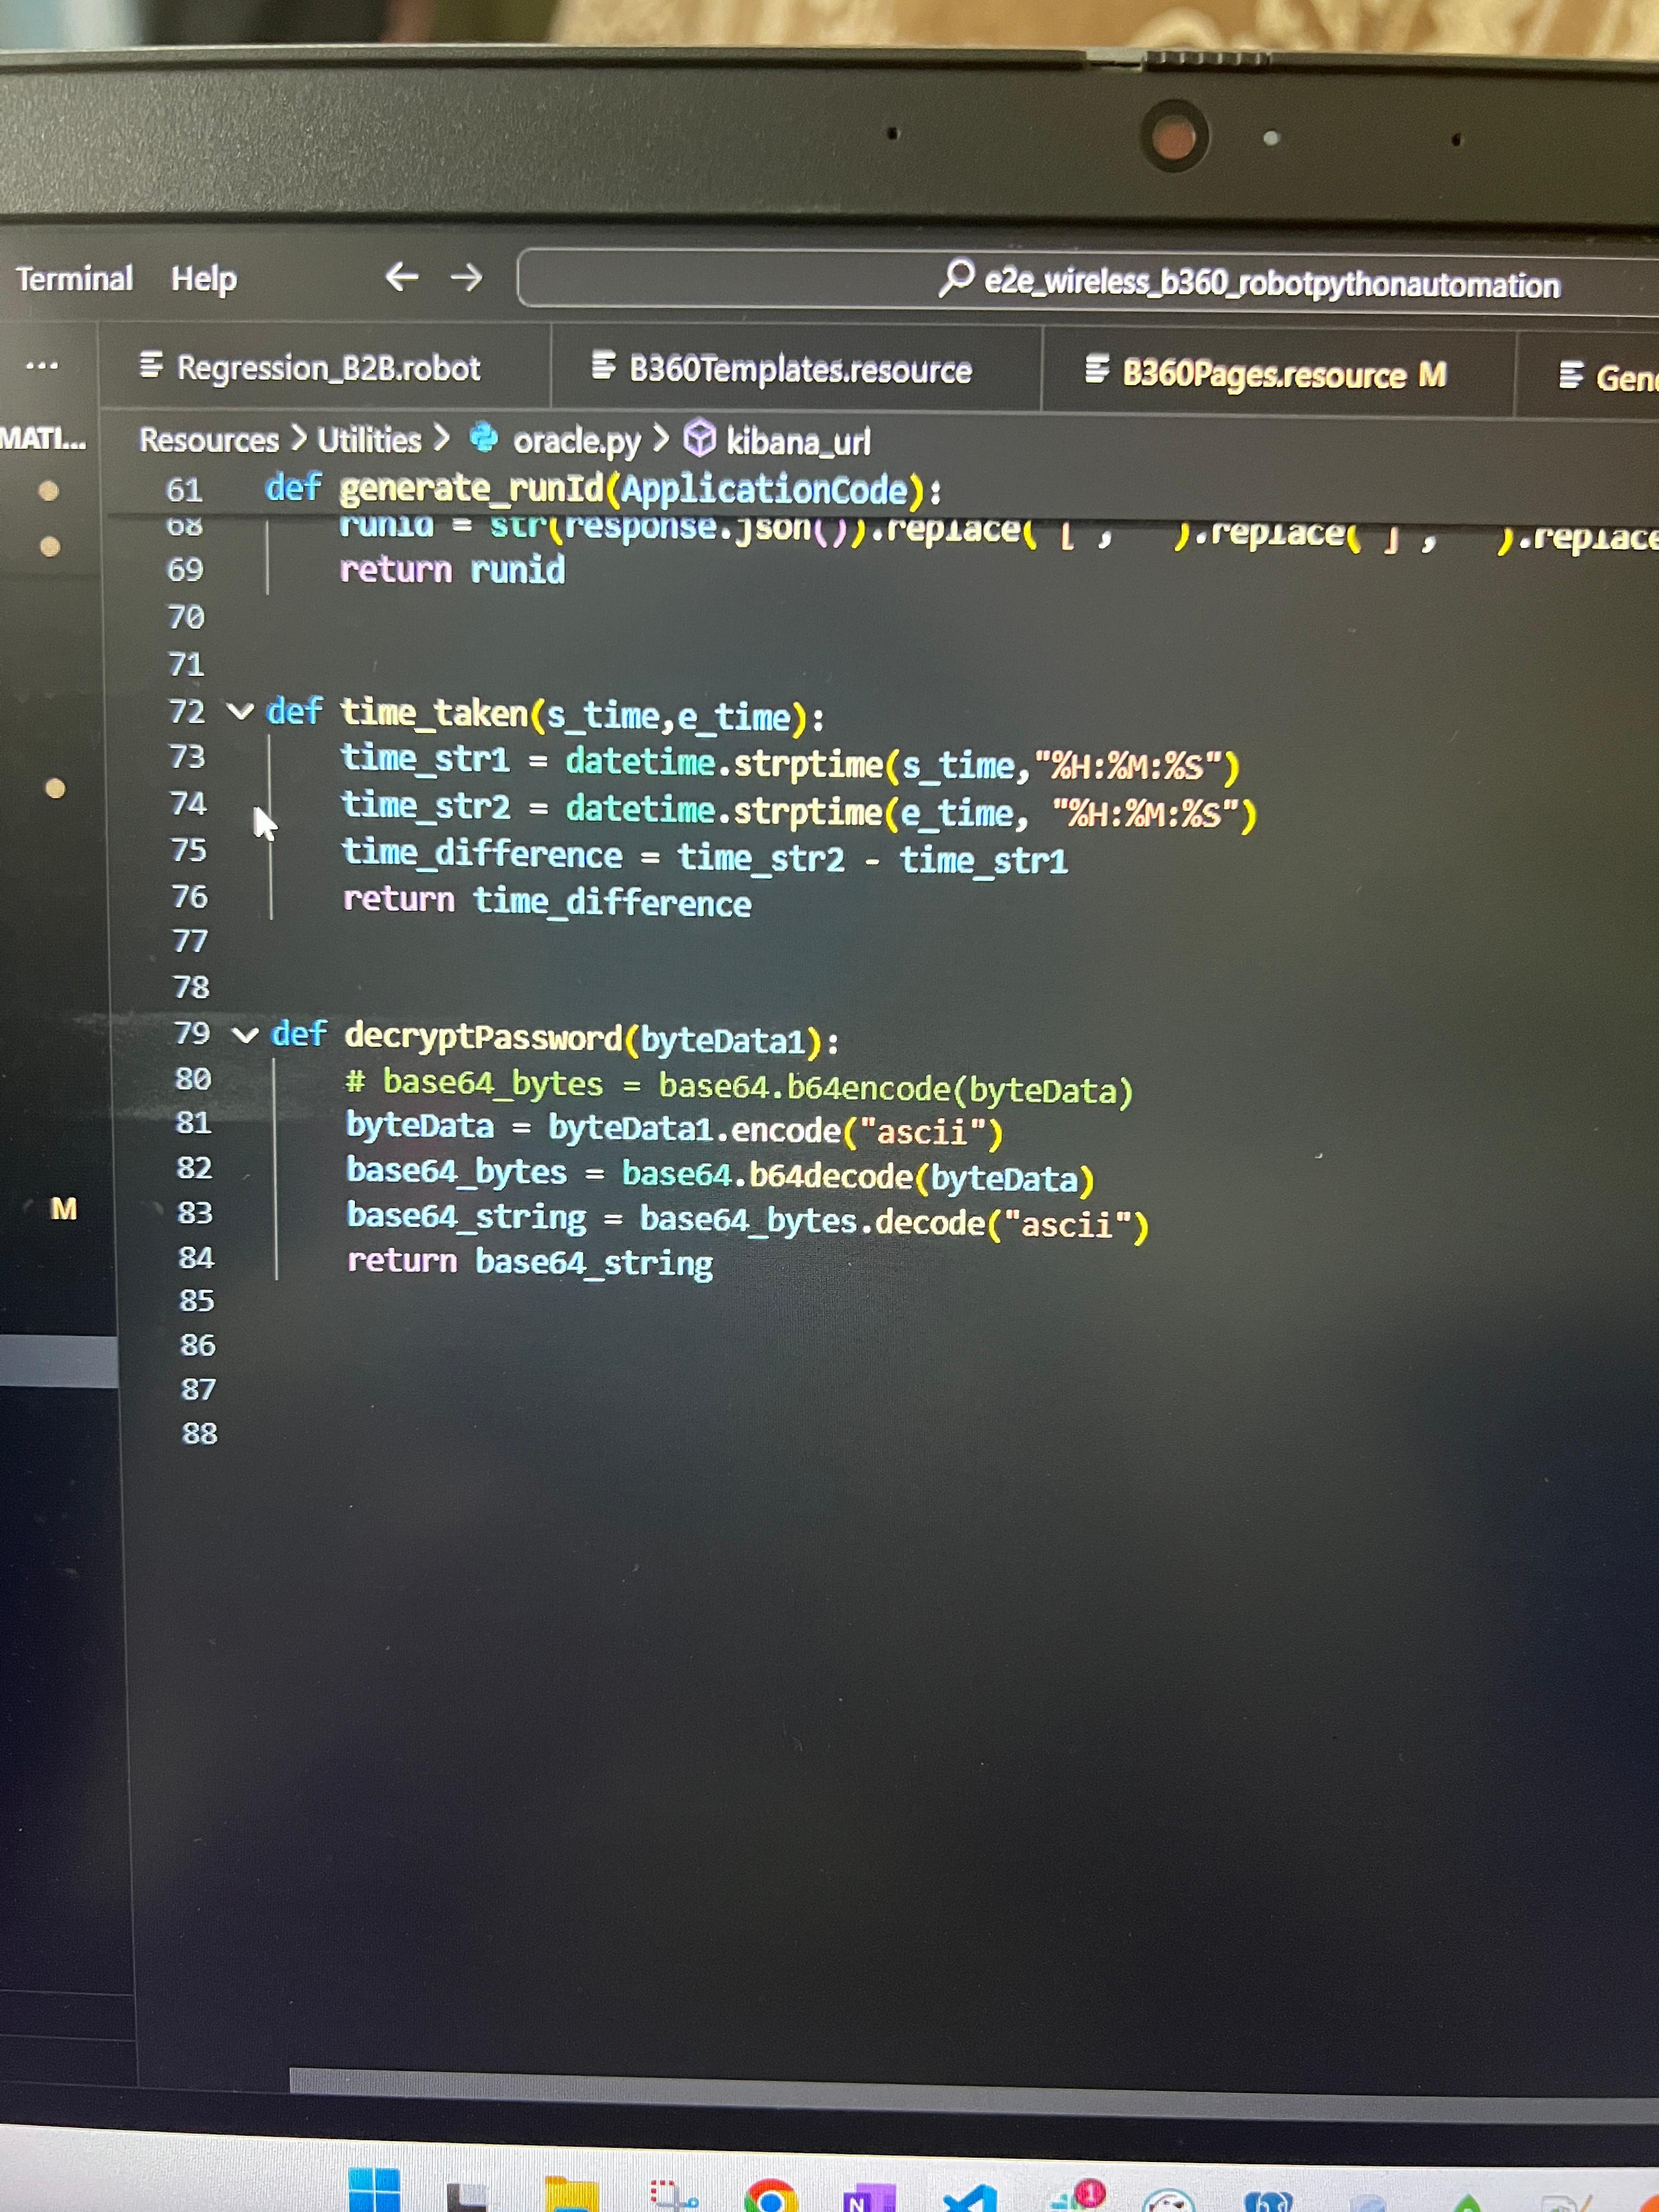 Terminal Help e2e_wireless_b360_robotpythonautomation
... Regression_B2B.robot B360Templates.resource B360Pages.resource M Gen
MATI... Resources > Utilities > oracle.py > kibana_url
61 def generate_runId(ApplicationCode):
68 runid = str(response.json()).replace( [ , ).replace( ] , ).replace
69 return runid
70
71
72 def time_taken(s_time,e_time):
73 time_str1 = datetime.strptime(s_time,"%H:%M:%S")
74 time_str2 = datetime.strptime(e_time, "%H:%M:%S")
75 time_difference = time_str2 - time_str1
76 return time_difference
77
78
79 def decryptPassword(byteData1):
80 # base64_bytes = base64.b64encode(byteData)
81 byteData = byteData1.encode("ascii")
82 base64_bytes = base64.b64decode(byteData)
M
83 base64_string = base64_bytes.decode("ascii")
84 return base64_string
85
86
87
88
N 1